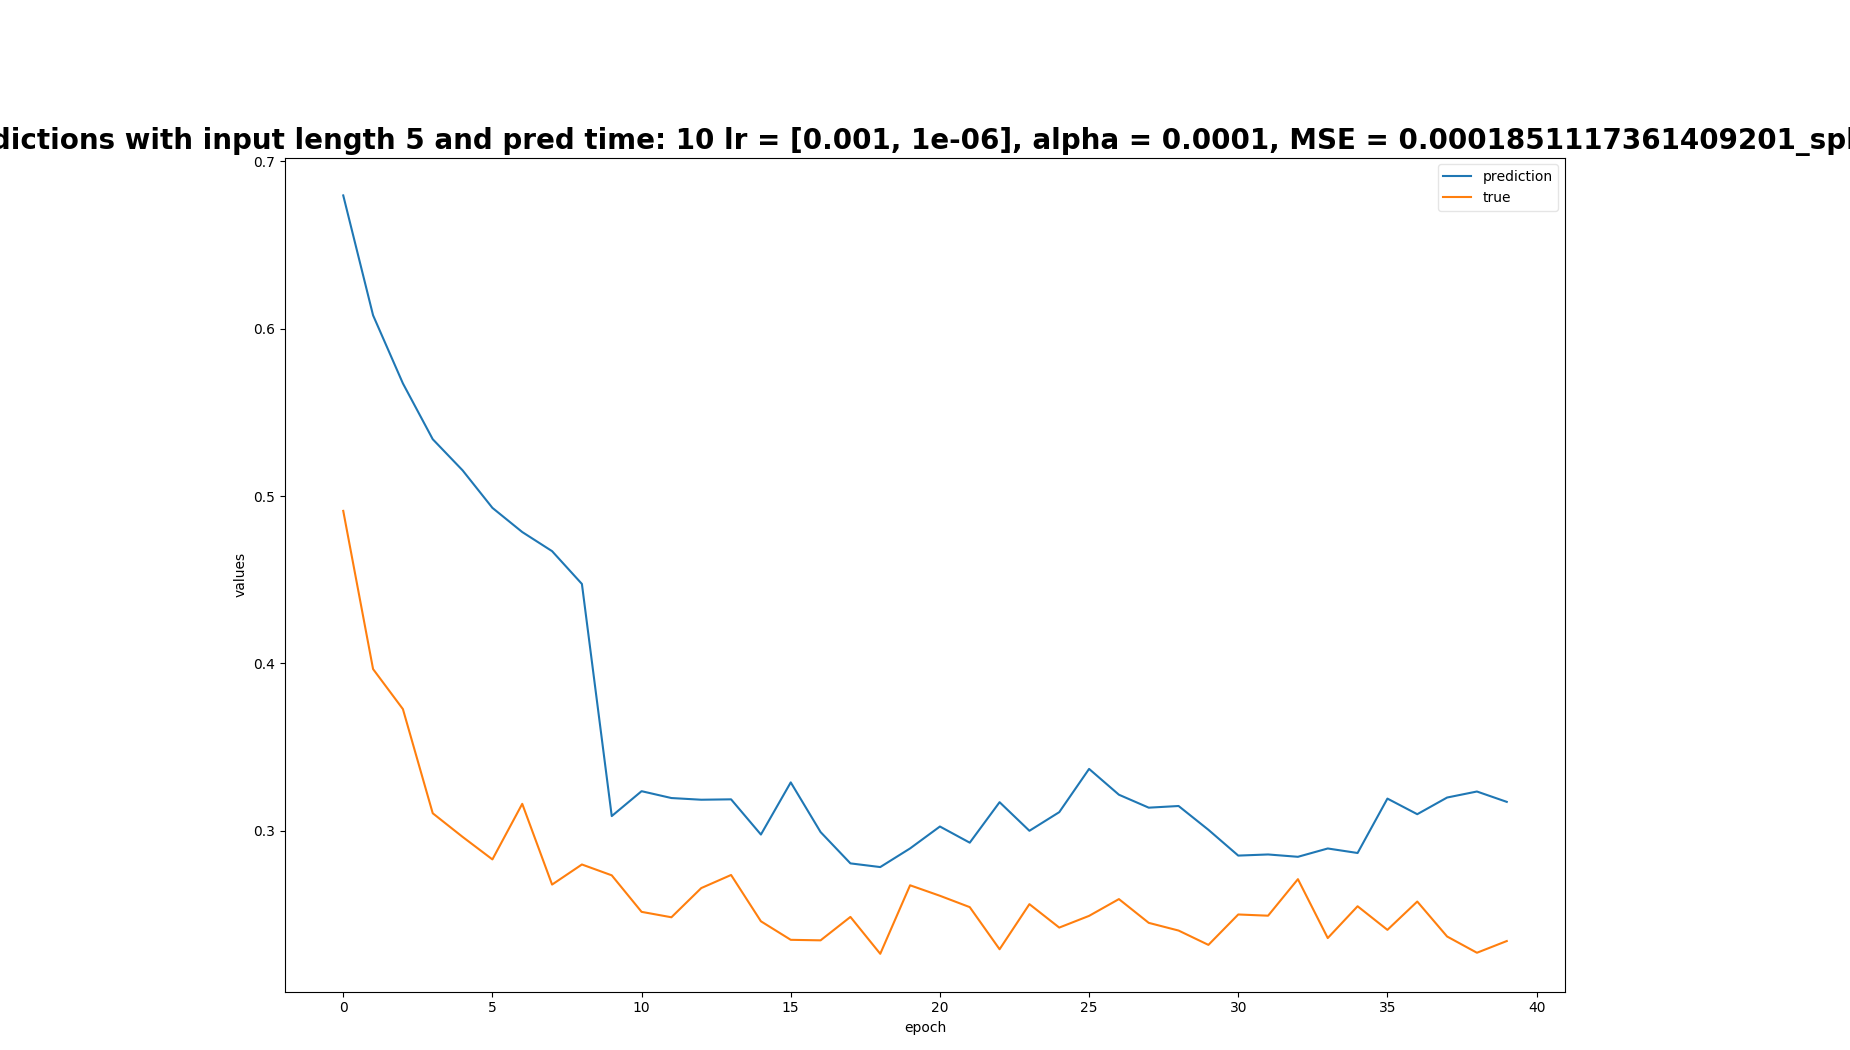 dictions with input length 5 and pred time: 10 lr = [0.001, 1e-06], alpha = 0.0001, MSE = 0.0001851117361409201_spl
prediction
true
0.7
0.6
0.5
0.4
0.3
values
0 5 10 15 20 25 30 35 40
epoch